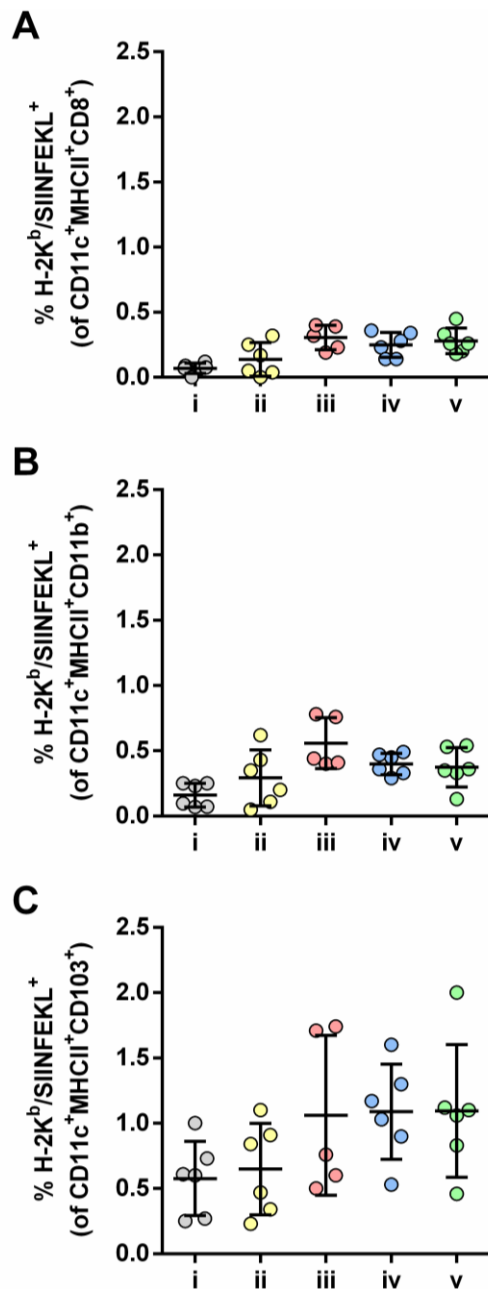 A
% H-2Kᵇ/SIINFEKL⁺
(of CD11c⁺MHCII⁺CD8⁺)
2.5
2.0
1.5
1.0
0.5
0.0
i ii iii iv v
B
% H-2Kᵇ/SIINFEKL⁺
(of CD11c⁺MHCII⁺CD11b⁺)
2.5
2.0
1.5
1.0
0.5
0.0
i ii iii iv v
C
% H-2Kᵇ/SIINFEKL⁺
(of CD11c⁺MHCII⁺CD103⁺)
2.5
2.0
1.5
1.0
0.5
0.0
i ii iii iv v